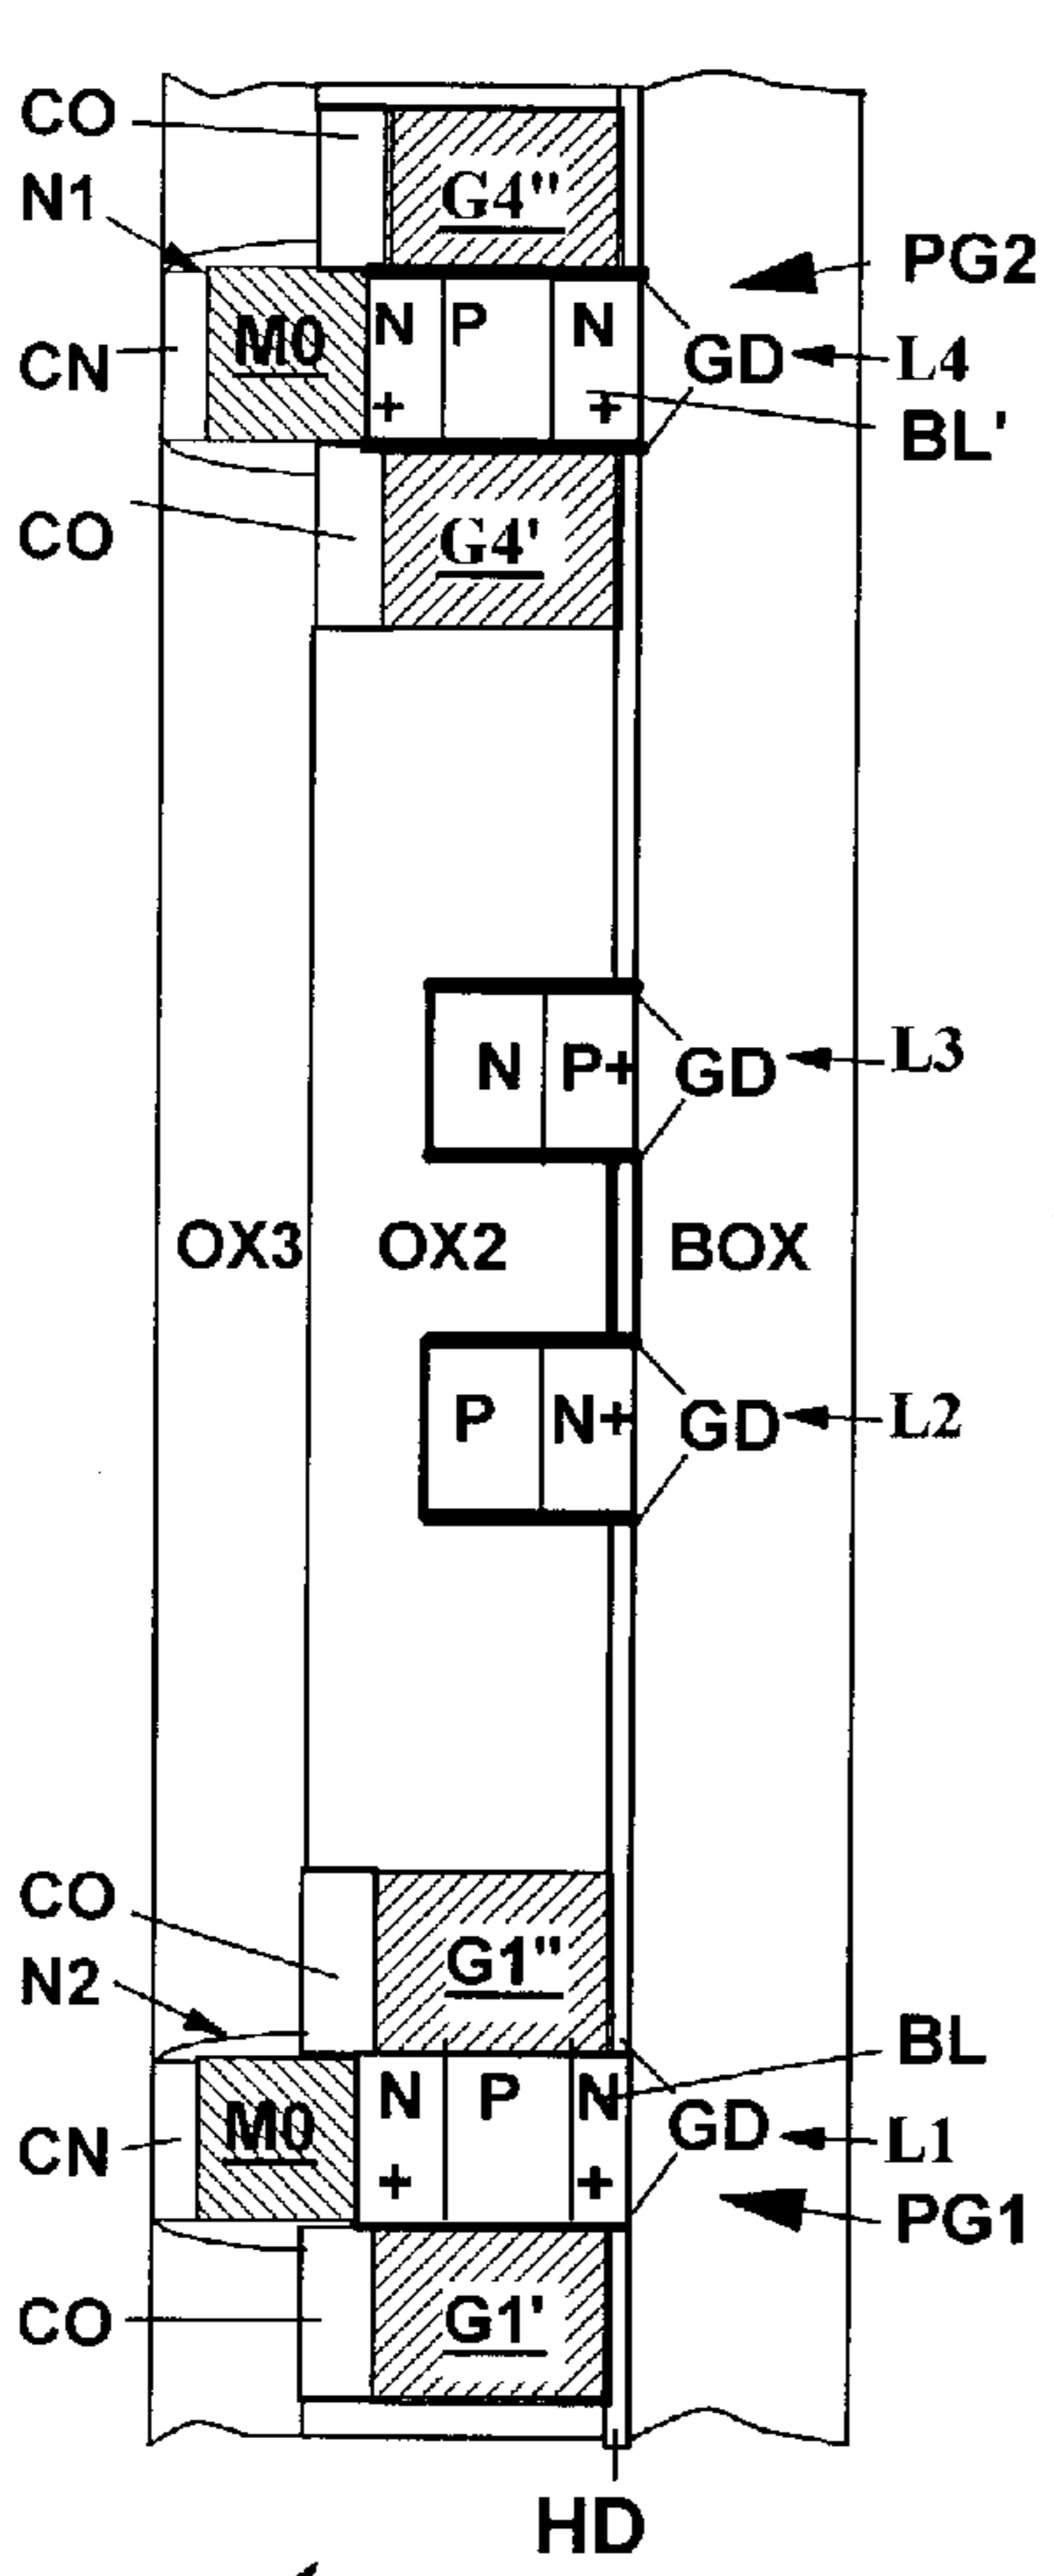 CO
G4"
N1
PG2
M0
N
P
N
GD
L4
CN
+
+
BL'
CO
G4'
N
P+
GD
L3
OX3
OX2
BOX
P
N+
GD
L2
CO
G1"
N2
BL
N
P
N
GD
L1
M0
CN
+
+
PG1
CO
G1'
HD